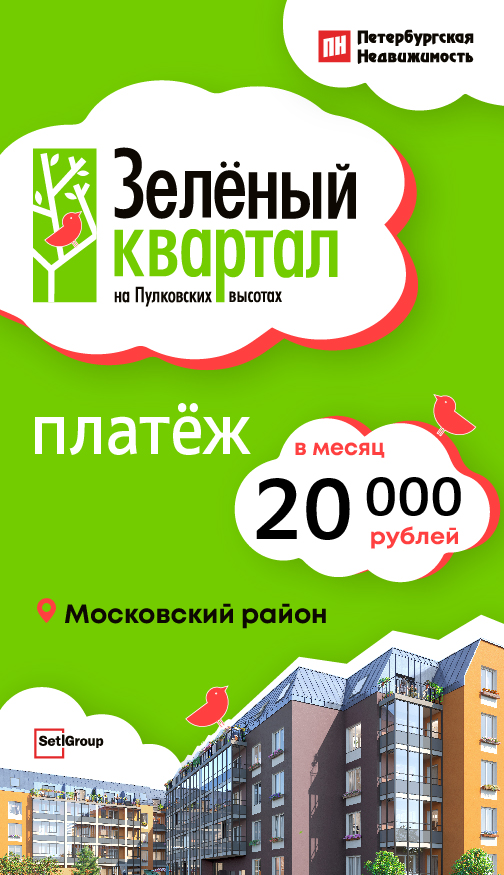 ПН
Петербургская
Недвижимость
Зелёный
квартал
на Пулковских высотах
платёж
в месяц
20 000
рублей
Московский район
SetlGroup